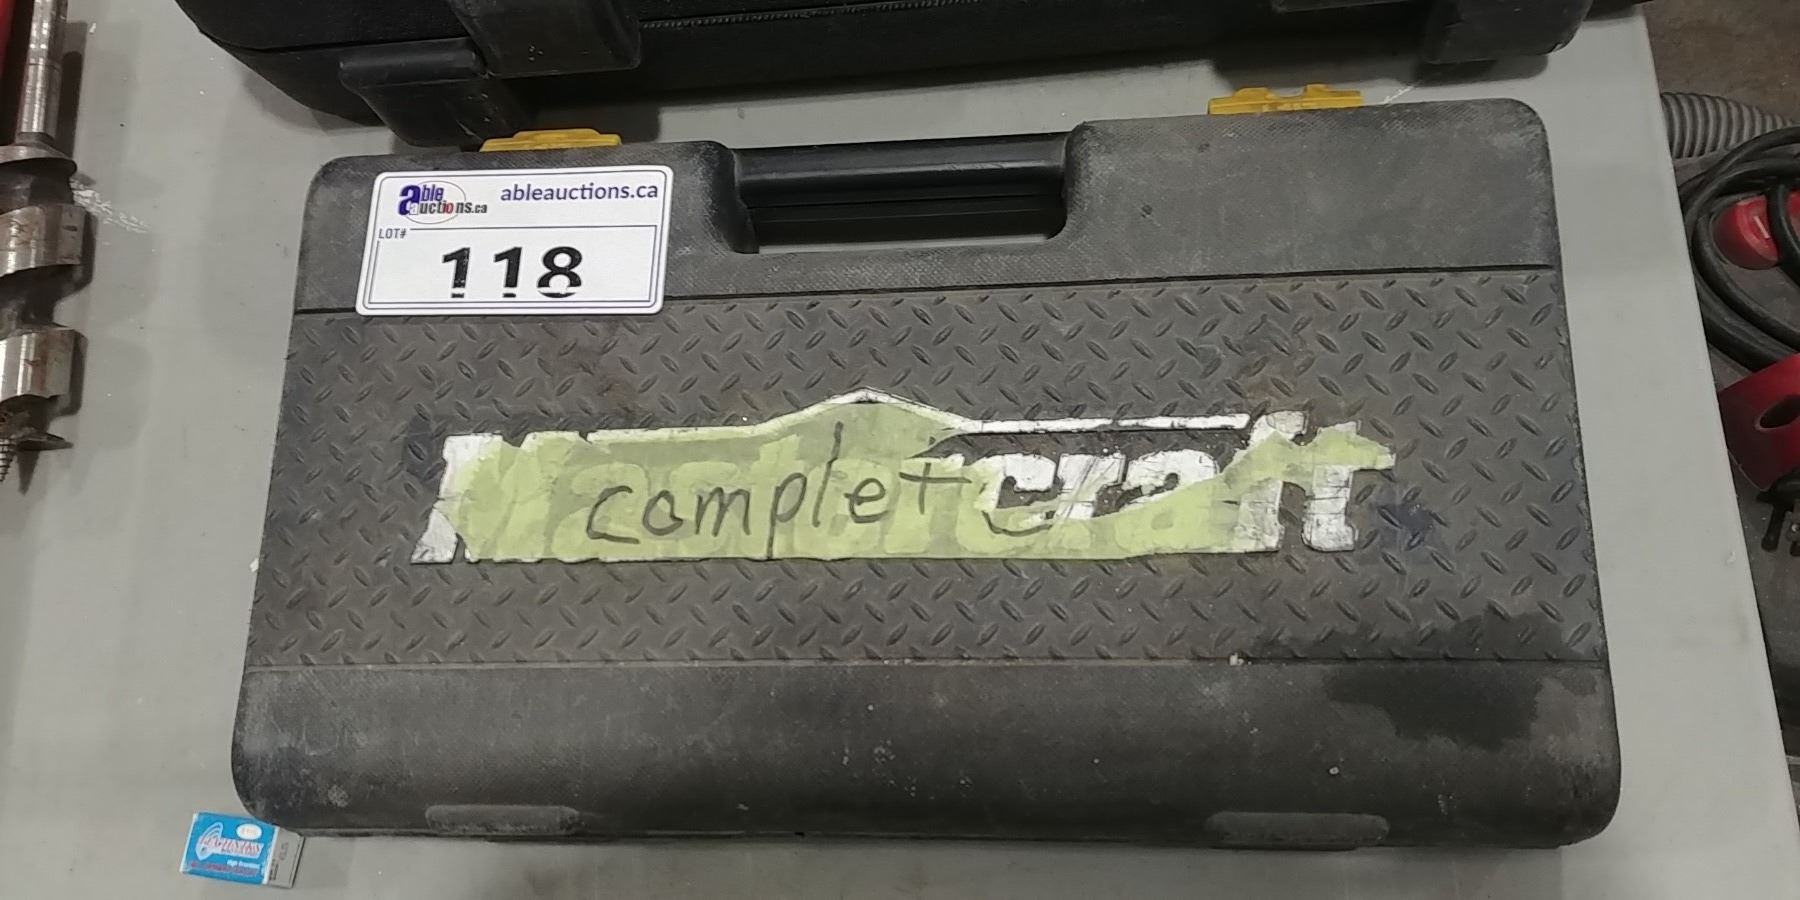 able auctions.ca
ableauctions.ca
LOT#
118
Mastercraft
complete